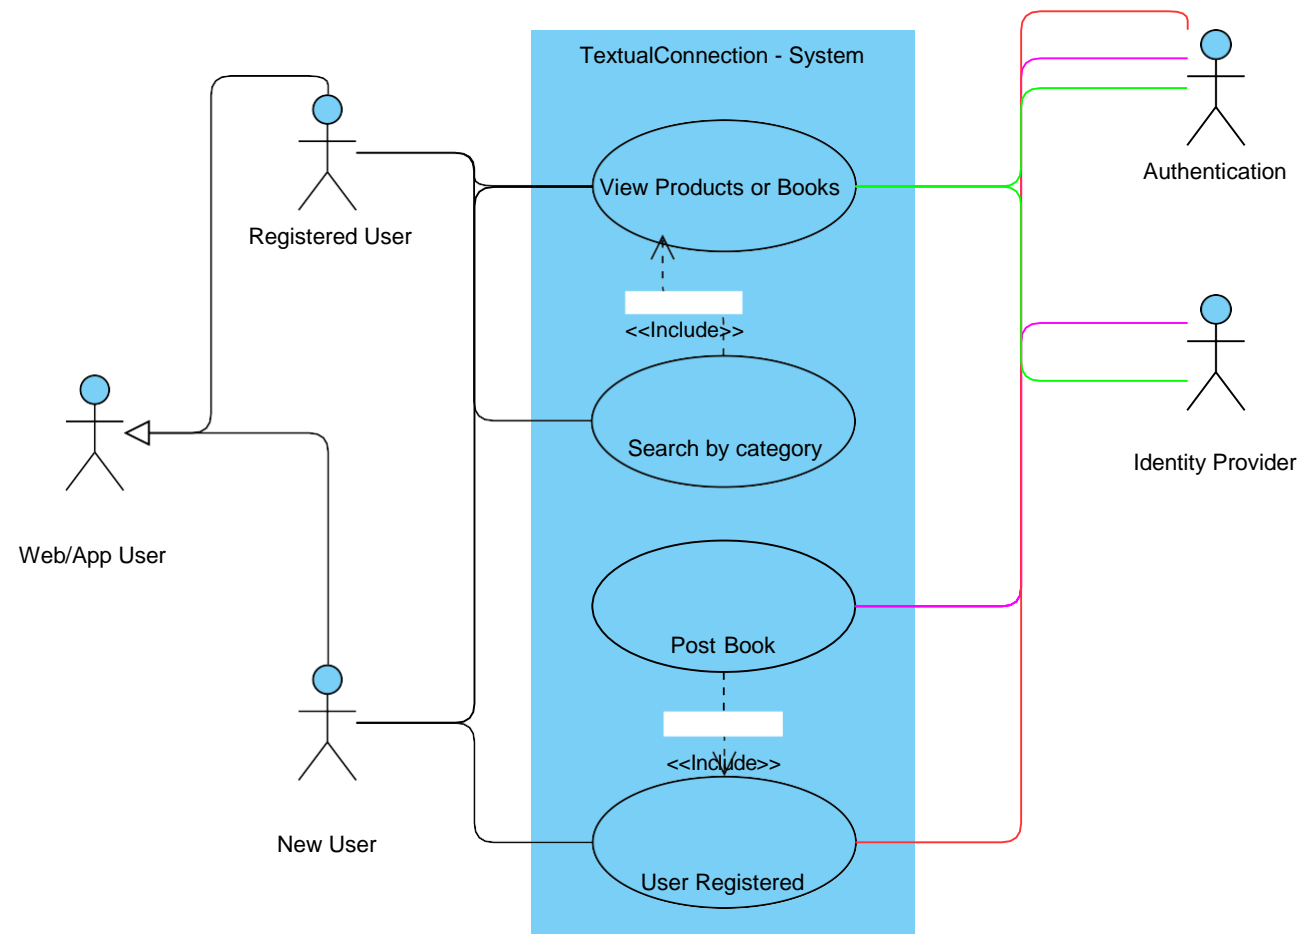 TextualConnection - System
View Products or Books
Authentication
Registered User
<<Include>>
Search by category
Identity Provider
Web/App User
Post Book
<<Include>>
New User
User Registered